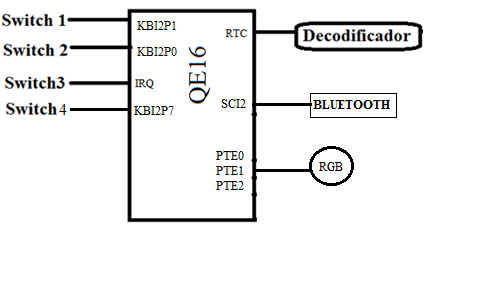 Switch 1
KBI2P1
RTC
Decodificador
Switch 2
KBI2P0
QE16
Switch3
IRQ
Switch 4
KBI2P7
SCI2
BLUETOOTH
PTE0
PTE1
RGB
PTE2